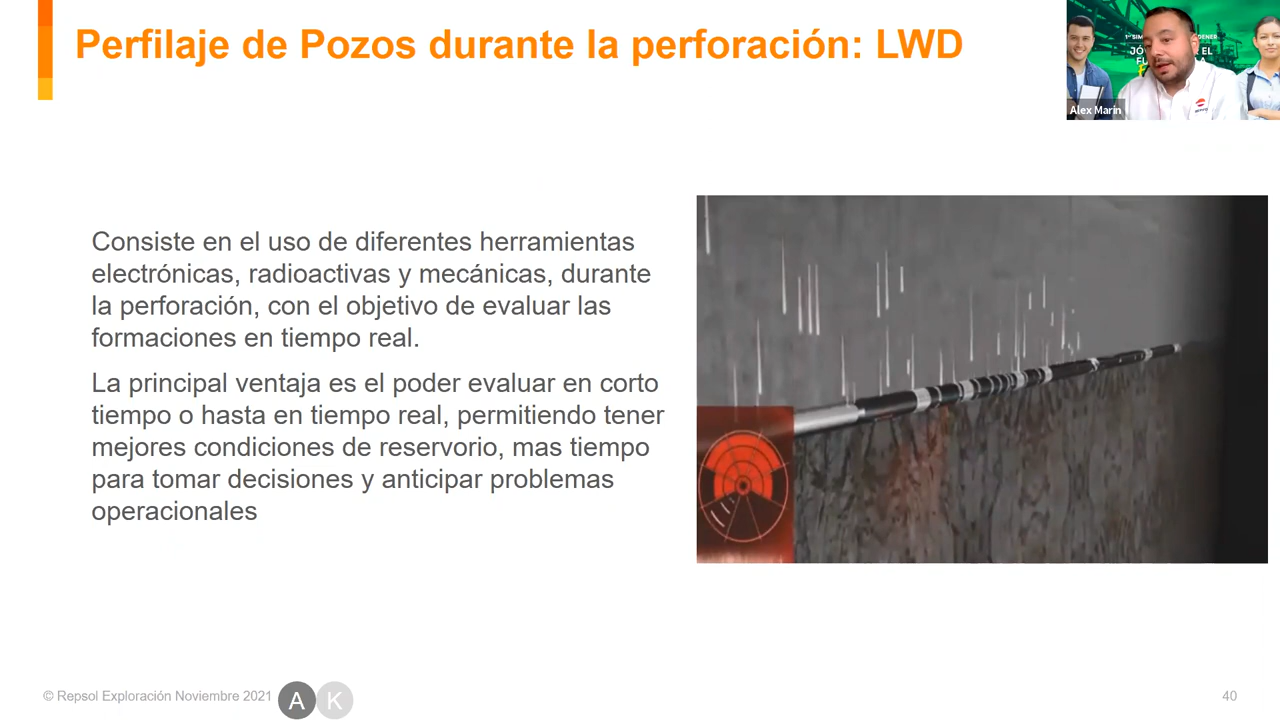 Perfilaje de Pozos durante la perforación: LWD
Alex Marín
Consiste en el uso de diferentes herramientas
electrónicas, radioactivas y mecánicas, durante
la perforación, con el objetivo de evaluar las
formaciones en tiempo real.
La principal ventaja es el poder evaluar en corto
tiempo o hasta en tiempo real, permitiendo tener
mejores condiciones de reservorio, mas tiempo
para tomar decisiones y anticipar problemas
operacionales
© Repsol Exploración Noviembre 2021
A K
40